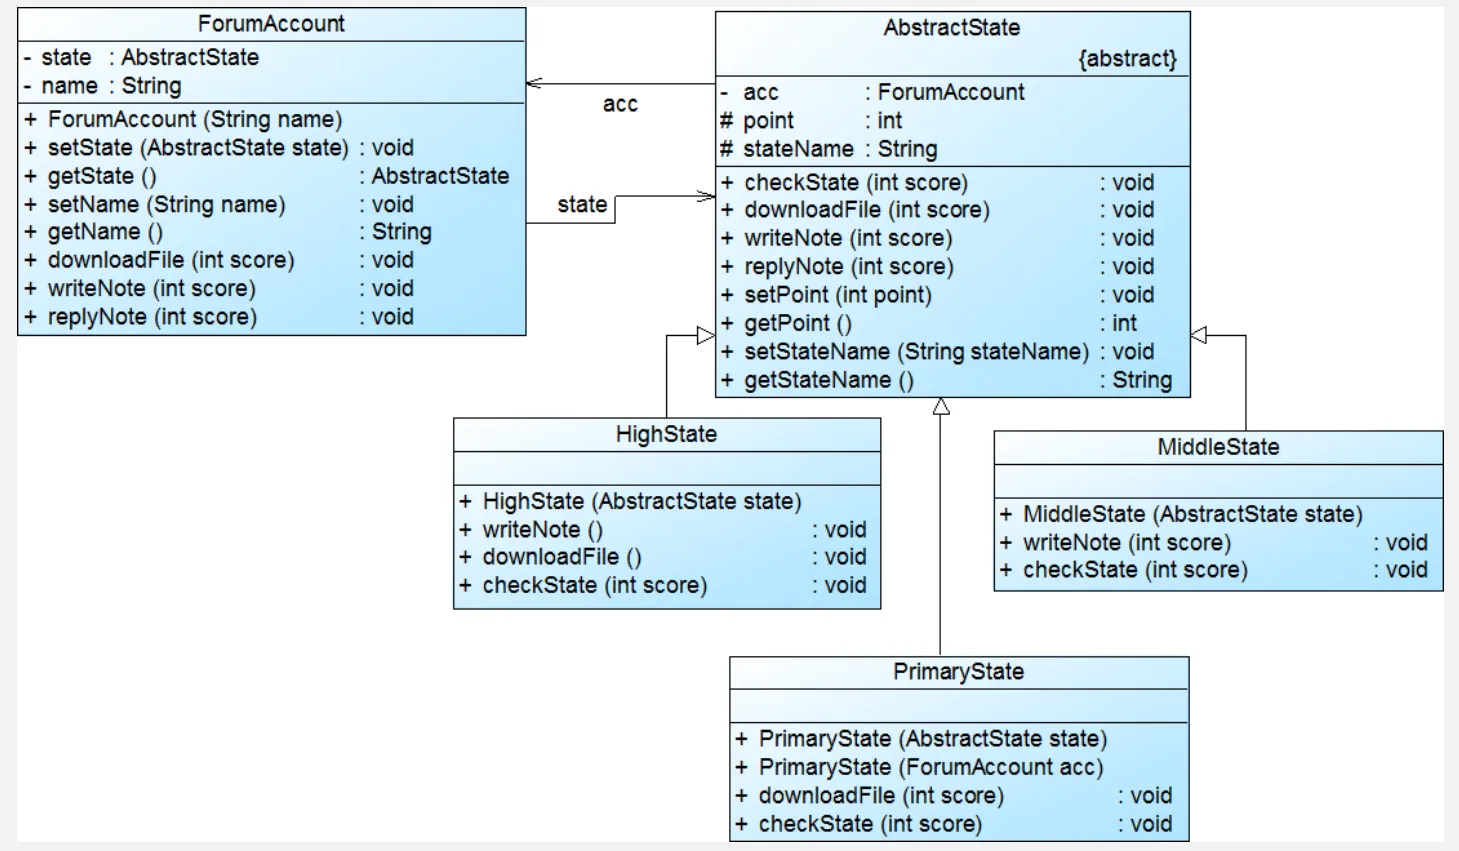 ForumAccount
- state : AbstractState
- name : String
+ ForumAccount (String name)
+ setState (AbstractState state) : void
+ getState () : AbstractState
+ setName (String name) : void
+ getName () : String
+ downloadFile (int score) : void
+ writeNote (int score) : void
+ replyNote (int score) : void
acc
state
AbstractState
{abstract}
- acc : ForumAccount
# point : int
# stateName : String
+ checkState (int score) : void
+ downloadFile (int score) : void
+ writeNote (int score) : void
+ replyNote (int score) : void
+ setPoint (int point) : void
+ getPoint () : int
+ setStateName (String stateName) : void
+ getStateName () : String
HighState
+ HighState (AbstractState state)
+ writeNote () : void
+ downloadFile () : void
+ checkState (int score) : void
MiddleState
+ MiddleState (AbstractState state)
+ writeNote (int score) : void
+ checkState (int score) : void
PrimaryState
+ PrimaryState (AbstractState state)
+ PrimaryState (ForumAccount acc)
+ downloadFile (int score) : void
+ checkState (int score) : void